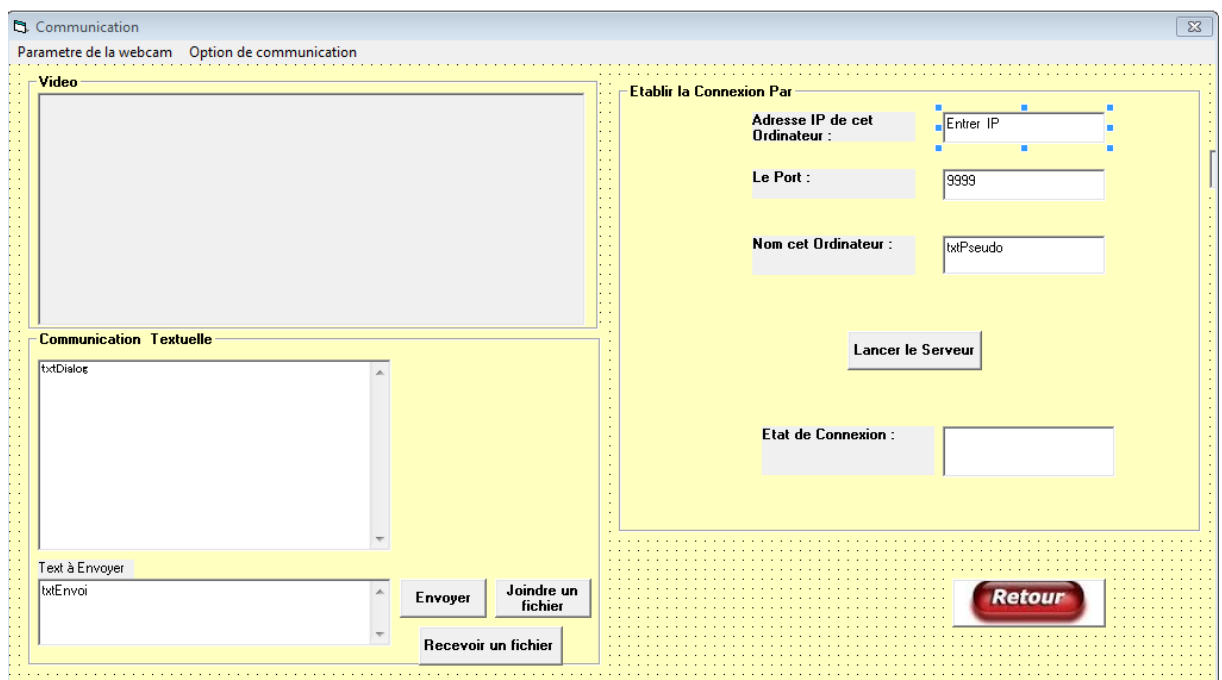 Communication
Parametre de la webcam Option de communication
Video
Etablir la Connexion Par
Adresse IP de cet
Ordinateur :
Entrer IP
Le Port :
9999
Nom cet Ordinateur :
txtPseudo
Lancer le Serveur
Etat de Connexion :
Communication Textuelle
txtDialog
Text à Envoyer
txtEnvoi
Envoyer
Joindre un
fichier
Recevoir un fichier
Retour